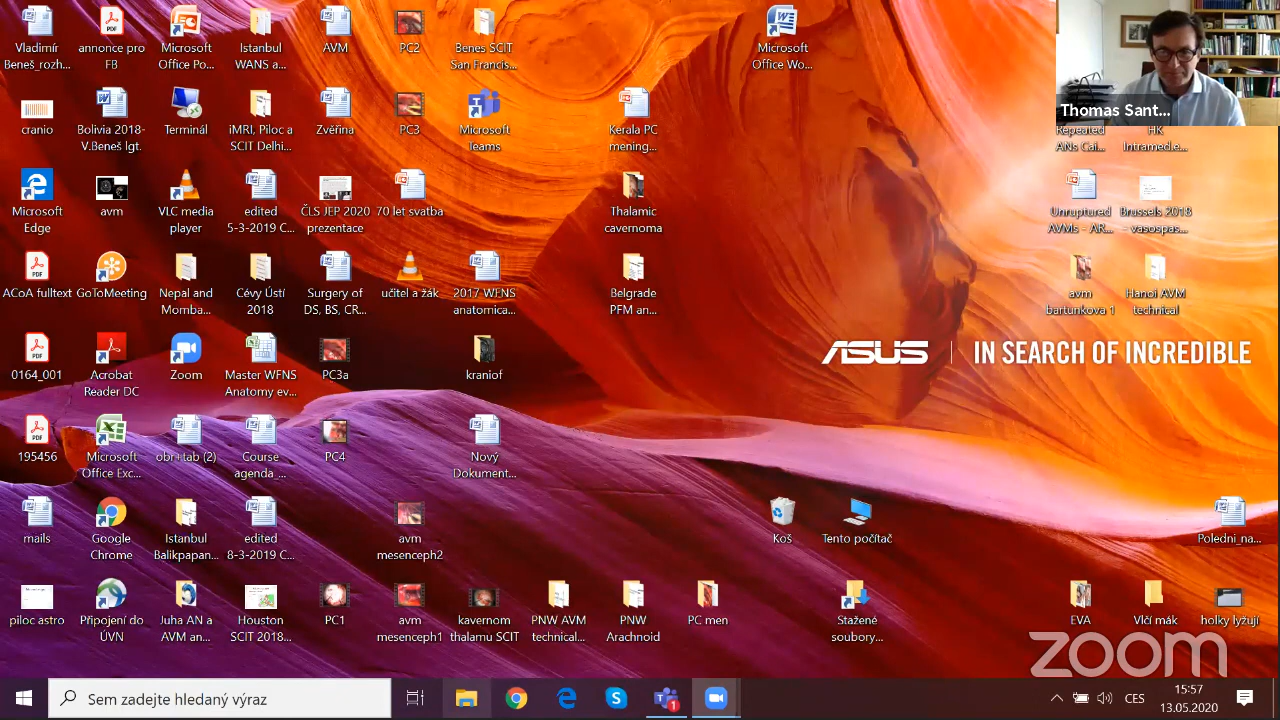 Vladimír
Beneš_rozh...
annonce pro
FB
Microsoft
Office Po...
Istanbul
WANS a...
AVM
PC2
Benes SCIT
San Francis...
Microsoft
Office Wo...
Thomas Sant...
cranio
Bolivia 2018-
V.Beneš lgt.
Terminál
iMRI, Piloc a
SCIT Delhi...
Zvěřina
PC3
Microsoft
Teams
Kerala PC
mening...
Repeated
ANs Cai...
HK
Intramed.e...
Microsoft
Edge
avm
VLC media
player
edited
5-3-2019 C...
ČLS JEP 2020
prezentace
70 let svatba
Thalamic
cavernoma
Unruptured
AVMs - AR...
Brussels 2018
vasospas...
ACoA fulltext
GoToMeeting
Nepal and
Momba...
Cévy Ústí
2018
Surgery of
DS, BS, CR...
učitel a žák
2017 WFNS
anatomica...
Belgrade
PFM an...
avm
bartunkova 1
Hanoi AVM
technical
ASUS
IN SEARCH OF INCREDIBLE
0164_001
Acrobat
Reader DC
Zoom
Master WFNS
Anatomy ev...
PC3a
kraniof
195456
Microsoft
Office Exc...
obr+tab (2)
Course
agenda_...
PC4
Nový
Dokument...
mails
Google
Chrome
Istanbul
Balikpapan...
edited
8-3-2019 C...
avm
mesenceph2
Koš
Tento počítač
Poledni_na...
piloc astro
Připojení do
ÚVN
Juha AN a
AVM an...
Houston
SCIT 2018...
PC1
avm
mesenceph1
kavernom
thalamu SCIT
PNW AVM
technical...
PNW
Arachnoid
PC men
Stažené
soubory...
EVA
Vlčí mák
holky lyžují
zoom
Sem zadejte hledaný výraz
1
CES
15:57
13.05.2020